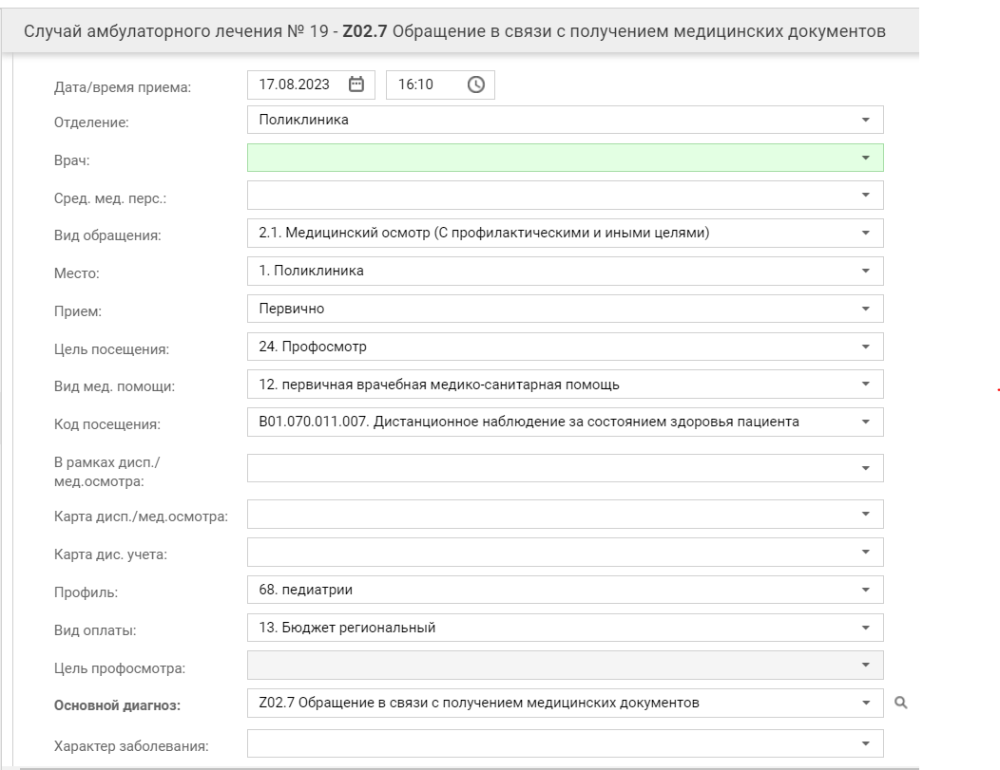 Случай амбулаторного лечения № 19 - Z02.7 Обращение в связи с получением медицинских документов
Дата/время приема: 17.08.2023 16:10
Отделение: Поликлиника
Врач:
Сред. мед. перс.:
Вид обращения: 2.1. Медицинский осмотр (С профилактическими и иными целями)
Место: 1. Поликлиника
Прием: Первично
Цель посещения: 24. Профосмотр
Вид мед. помощи: 12. первичная врачебная медико-санитарная помощь
Код посещения: B01.070.011.007. Дистанционное наблюдение за состоянием здоровья пациента
В рамках дисп./
мед.осмотра:
Карта дисп./мед.осмотра:
Карта дис. учета:
Профиль: 68. педиатрии
Вид оплаты: 13. Бюджет региональный
Цель профосмотра:
Основной диагноз: Z02.7 Обращение в связи с получением медицинских документов
Характер заболевания: